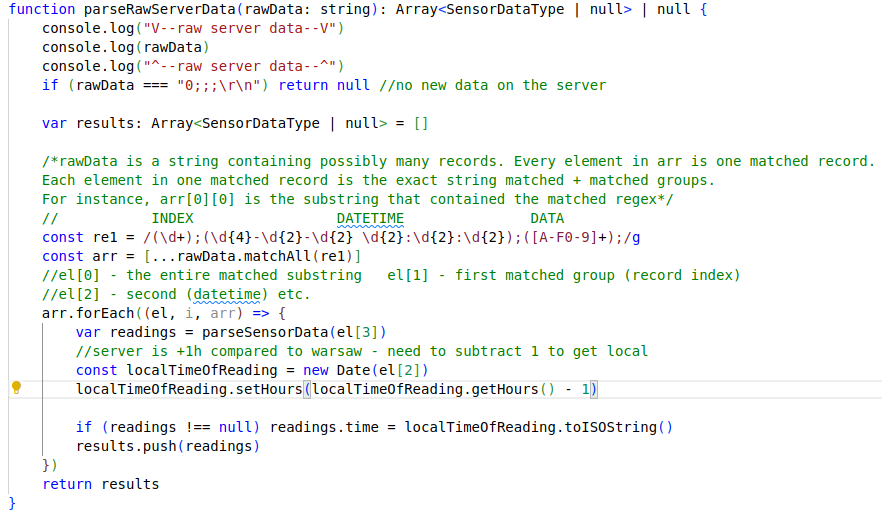 function parseRawServerData(rawData: string): Array<SensorDataType | null> | null {
    console.log("V--raw server data--V")
    console.log(rawData)
    console.log("^--raw server data--^")
    if (rawData === "0;;;\r\n") return null //no new data on the server

    var results: Array<SensorDataType | null> = []

    /*rawData is a string containing possibly many records. Every element in arr is one matched record.
    Each element in one matched record is the exact string matched + matched groups.
    For instance, arr[0][0] is the substring that contained the matched regex*/
    //           INDEX                 DATETIME               DATA
    const re1 = /(\d+);(\d{4}-\d{2}-\d{2} \d{2}:\d{2}:\d{2});([A-F0-9]+);/g
    const arr = [...rawData.matchAll(re1)]
    //el[0] - the entire matched substring   el[1] - first matched group (record index)
    //el[2] - second (datetime) etc.
    arr.forEach((el, i, arr) => {
        var readings = parseSensorData(el[3])
        //server is +1h compared to warsaw - need to subtract 1 to get local
        const localTimeOfReading = new Date(el[2])
        localTimeOfReading.setHours(localTimeOfReading.getHours() - 1)

        if (readings !== null) readings.time = localTimeOfReading.toISOString()
        results.push(readings)
    })
    return results
}